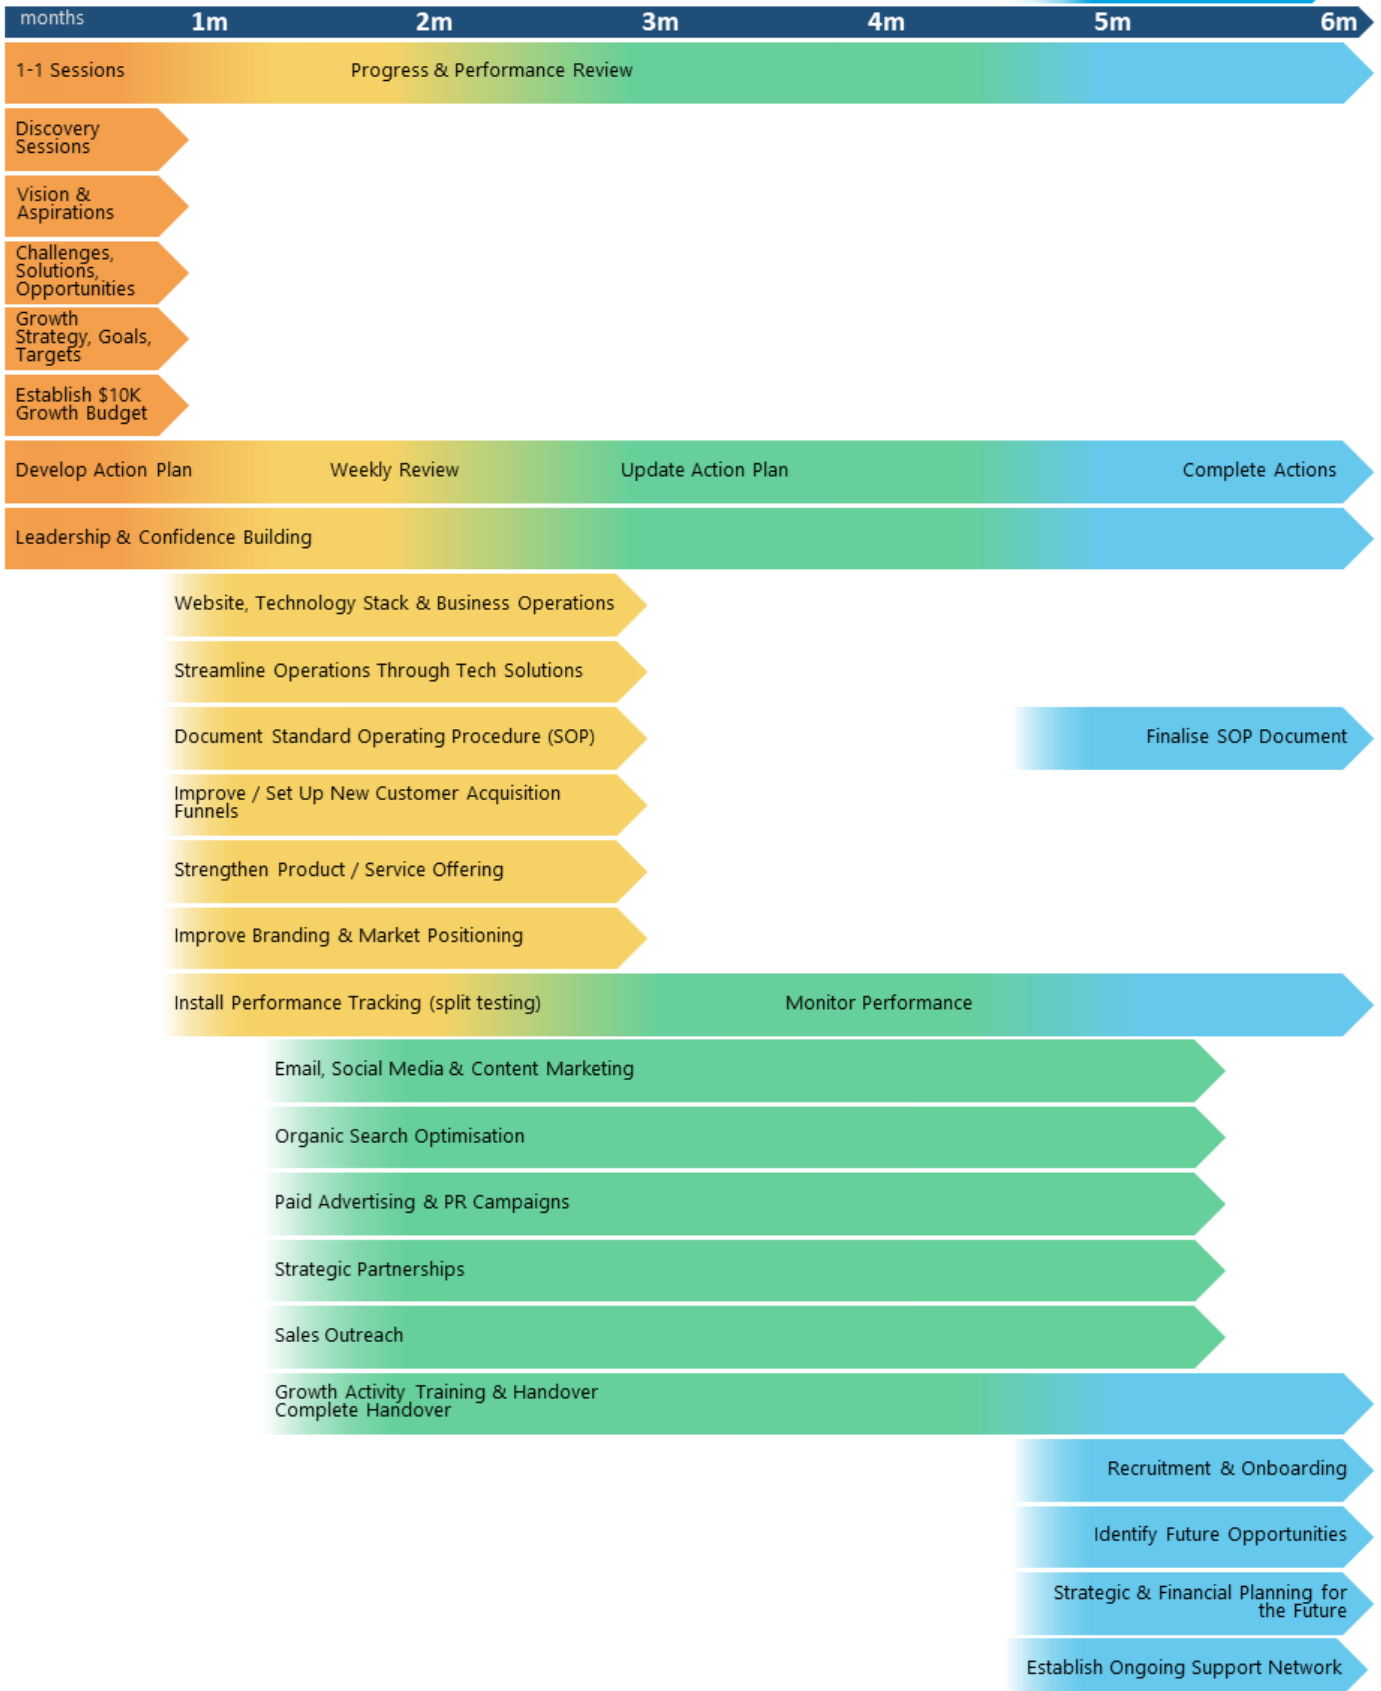 months 1m 2m 3m 4m 5m 6m
1-1 Sessions Progress & Performance Review
Discovery
Sessions
Vision &
Aspirations
Challenges,
Solutions,
Opportunities
Growth
Strategy, Goals,
Targets
Establish $10K
Growth Budget
Develop Action Plan Weekly Review Update Action Plan Complete Actions
Leadership & Confidence Building
Website, Technology Stack & Business Operations
Streamline Operations Through Tech Solutions
Document Standard Operating Procedure (SOP) Finalise SOP Document
Improve / Set Up New Customer Acquisition
Funnels
Strengthen Product / Service Offering
Improve Branding & Market Positioning
Install Performance Tracking (split testing) Monitor Performance
Email, Social Media & Content Marketing
Organic Search Optimisation
Paid Advertising & PR Campaigns
Strategic Partnerships
Sales Outreach
Growth Activity Training & Handover
Complete Handover
Recruitment & Onboarding
Identify Future Opportunities
Strategic & Financial Planning for
the Future
Establish Ongoing Support Network